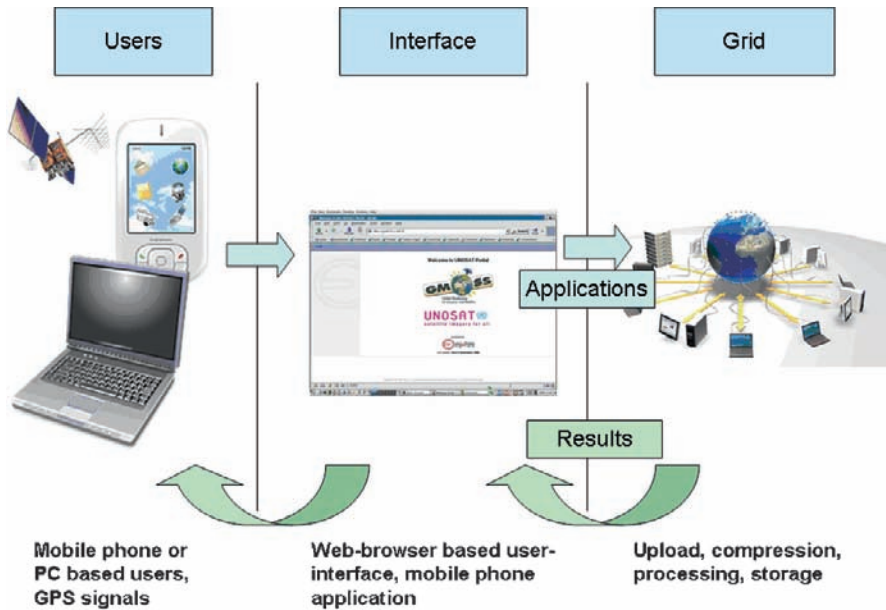 Users
Interface
Grid
Welcome to UNOSAT Portal
GMOSS
UNOSAT
satellite imagery for all
Applications
Results
Mobile phone or
PC based users,
GPS signals
Web-browser based user-
interface, mobile phone
application
Upload, compression,
processing, storage